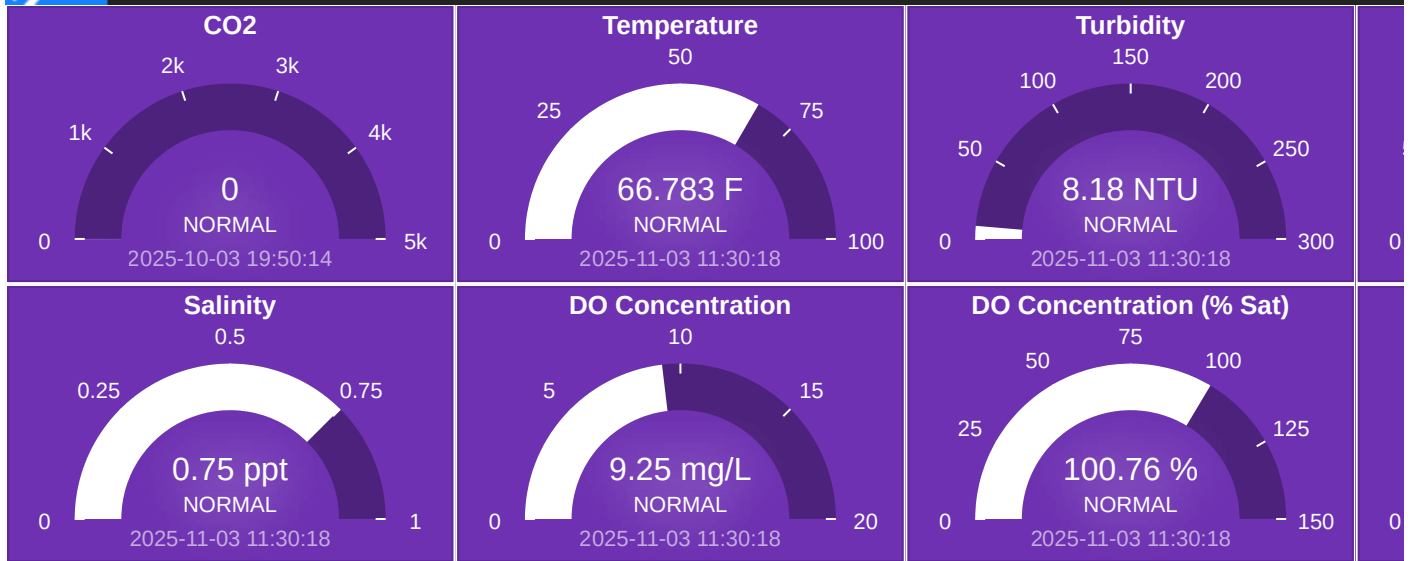 CO2
2k
3k
1k
4k
0
NORMAL
0
5k
2025-10-03 19:50:14
Temperature
50
25
75
66.783 F
NORMAL
0
100
2025-11-03 11:30:18
Turbidity
150
100
200
50
250
8.18 NTU
NORMAL
0
300
2025-11-03 11:30:18
0
Salinity
0.5
0.25
0.75
0.75 ppt
NORMAL
0
1
2025-11-03 11:30:18
DO Concentration
10
5
15
9.25 mg/L
NORMAL
0
20
2025-11-03 11:30:18
DO Concentration (% Sat)
75
50
100
25
125
100.76 %
NORMAL
0
150
2025-11-03 11:30:18
0